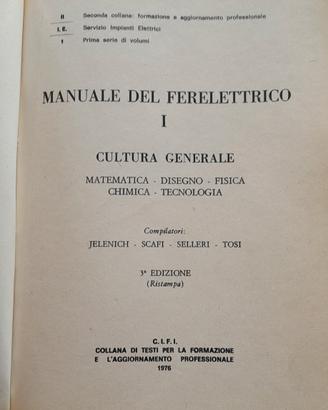 II Seconda collana: formazione e aggiornamento professionale
I.E. Servizio Impianti Elettrici
I Prima serie di volumi
MANUALE DEL FERELETTRICO
I
CULTURA GENERALE
MATEMATICA - DISEGNO - FISICA
CHIMICA - TECNOLOGIA
Compilatori:
JELENICH - SCAFI - SELLERI - TOSI
3ª EDIZIONE
(Ristampa)
C.I.F.I.
COLLANA DI TESTI PER LA FORMAZIONE
E L'AGGIORNAMENTO PROFESSIONALE
1976